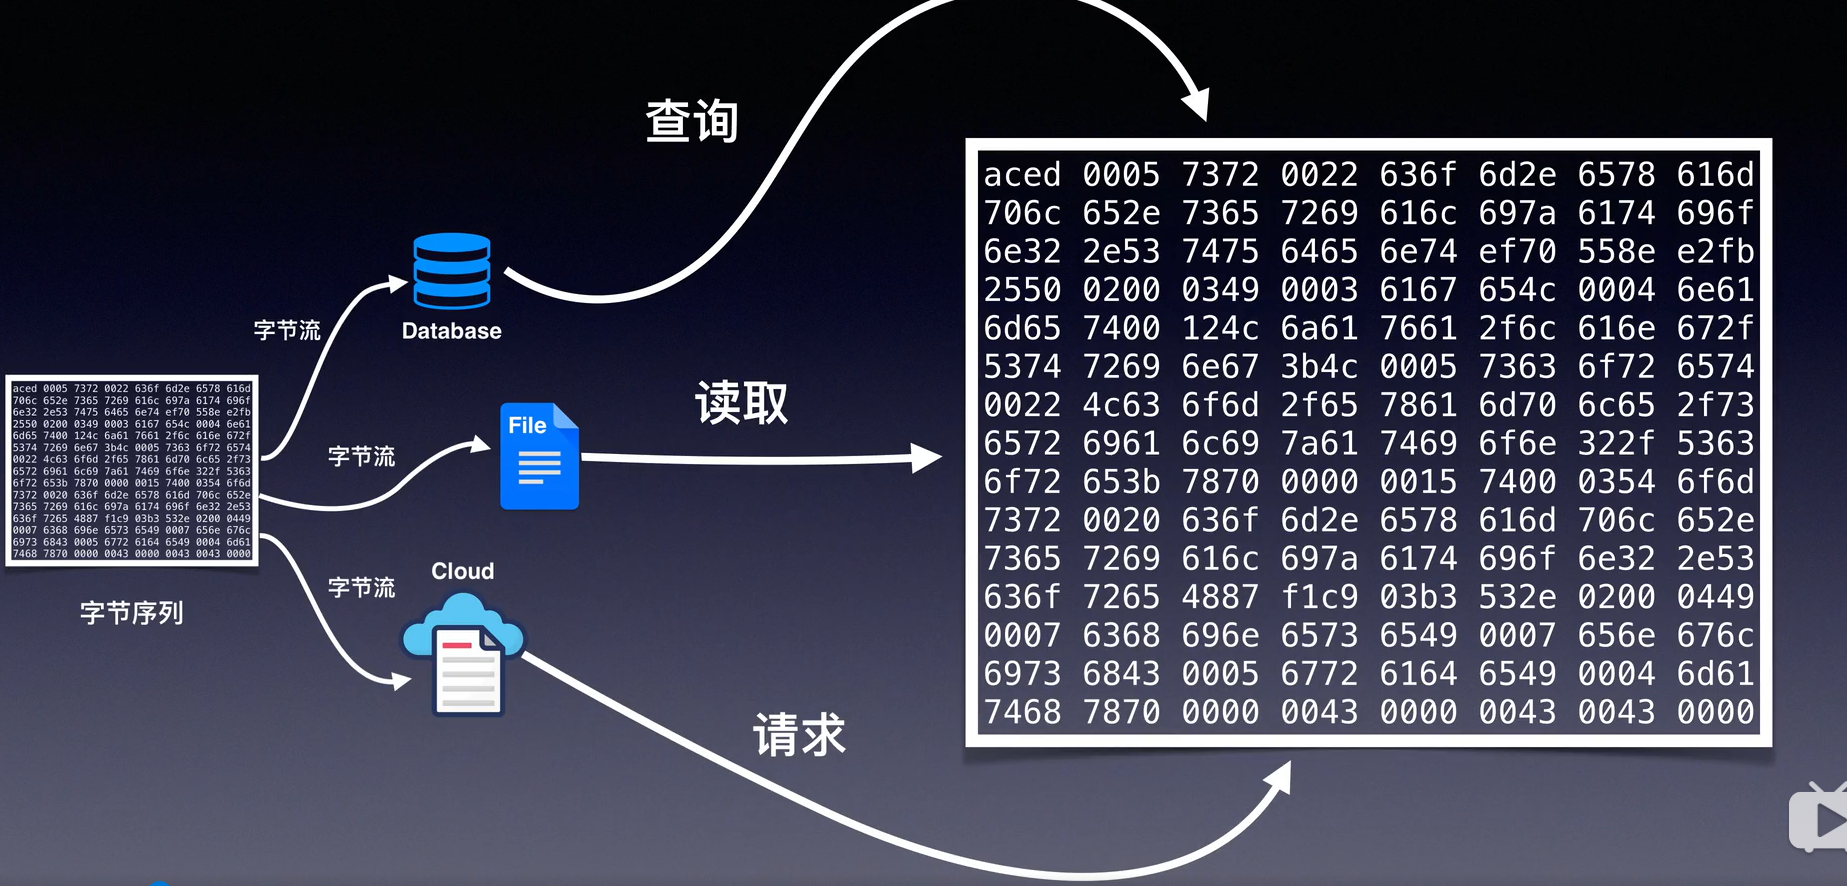 查询
aced 0005 7372 0022 636f 6d2e 6578 616d
706c 652e 7365 7269 616c 697a 6174 696f
6e32 2e53 7475 6465 6e74 ef70 558e e2fb
2550 0200 0349 0003 6167 654c 0004 6e61
6d65 7400 124c 6a61 7661 2f6c 616e 672f
5374 7269 6e67 3b4c 0005 7363 6f72 6574
0022 4c63 6f6d 2f65 7861 6d70 6c65 2f73
6572 6961 6c69 7a61 7469 6f6e 322f 5363
6f72 653b 7870 0000 0015 7400 0354 6f6d
7372 0020 636f 6d2e 6578 616d 706c 652e
7365 7269 616c 697a 6174 696f 6e32 2e53
636f 7265 4887 f1c9 03b3 532e 0200 0449
0007 6368 696e 6573 6549 0007 656e 676c
6973 6843 0005 6772 6164 6549 0004 6d61
7468 7870 0000 0043 0000 0043 0043 0000
字节流
Database
aced 0005 7372 0022 636f 6d2e 6578 616d
706c 652e 7365 7269 616c 697a 6174 696f
6e32 2e53 7475 6465 6e74 ef70 558e e2fb
2550 0200 0349 0003 6167 654c 0004 6e61
6d65 7400 124c 6a61 7661 2f6c 616e 672f
5374 7269 6e67 3b4c 0005 7363 6f72 6574
0022 4c63 6f6d 2f65 7861 6d70 6c65 2f73
6572 6961 6c69 7a61 7469 6f6e 322f 5363
6f72 653b 7870 0000 0015 7400 0354 6f6d
7372 0020 636f 6d2e 6578 616d 706c 652e
7365 7269 616c 697a 6174 696f 6e32 2e53
636f 7265 4887 f1c9 03b3 532e 0200 0449
0007 6368 696e 6573 6549 0007 656e 676c
6973 6843 0005 6772 6164 6549 0004 6d61
7468 7870 0000 0043 0000 0043 0043 0000
字节序列
读取
File
字节流
Cloud
字节流
请求